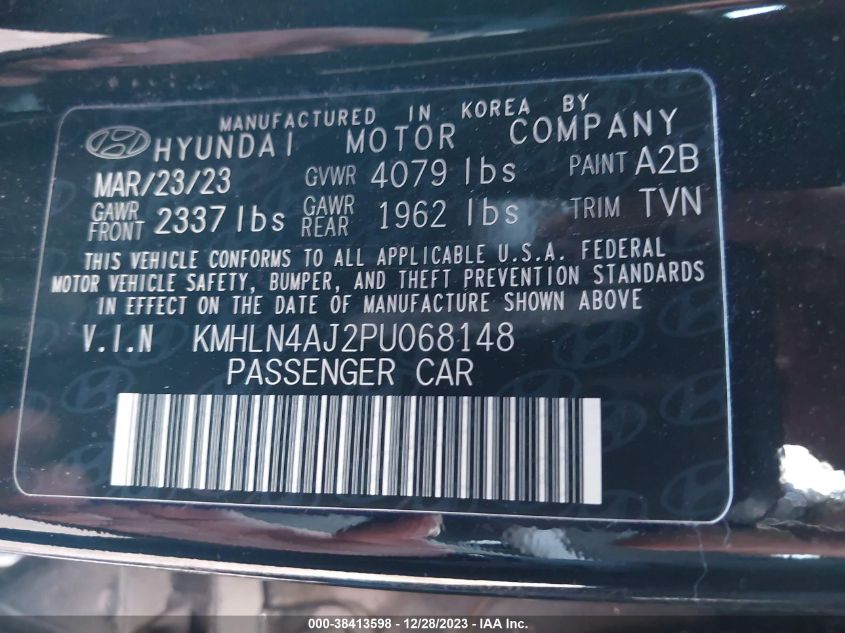 MANUFACTURED IN KOREA BY
HYUNDAI MOTOR COMPANY
MAR/23/23 GVWR 4079 lbs PAINT A2B
GAWR FRONT 2337 lbs GAWR REAR 1962 lbs TRIM TVN
THIS VEHICLE CONFORMS TO ALL APPLICABLE U.S.A. FEDERAL
MOTOR VEHICLE SAFETY, BUMPER, AND THEFT PREVENTION STANDARDS
IN EFFECT ON THE DATE OF MANUFACTURE SHOWN ABOVE
V.I.N KMHLN4AJ2PU068148
PASSENGER CAR
000-38413598 - 12/28/2023 - IAA Inc.